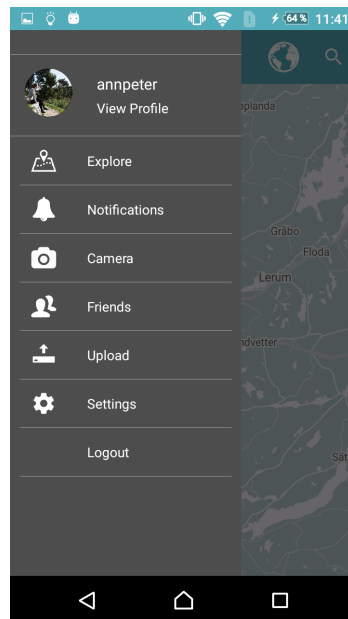 64% 11:41
annpeter
View Profile
Explore
Notifications
Camera
Friends
Upload
Settings
Logout
Gråbo
Floda
Lerum